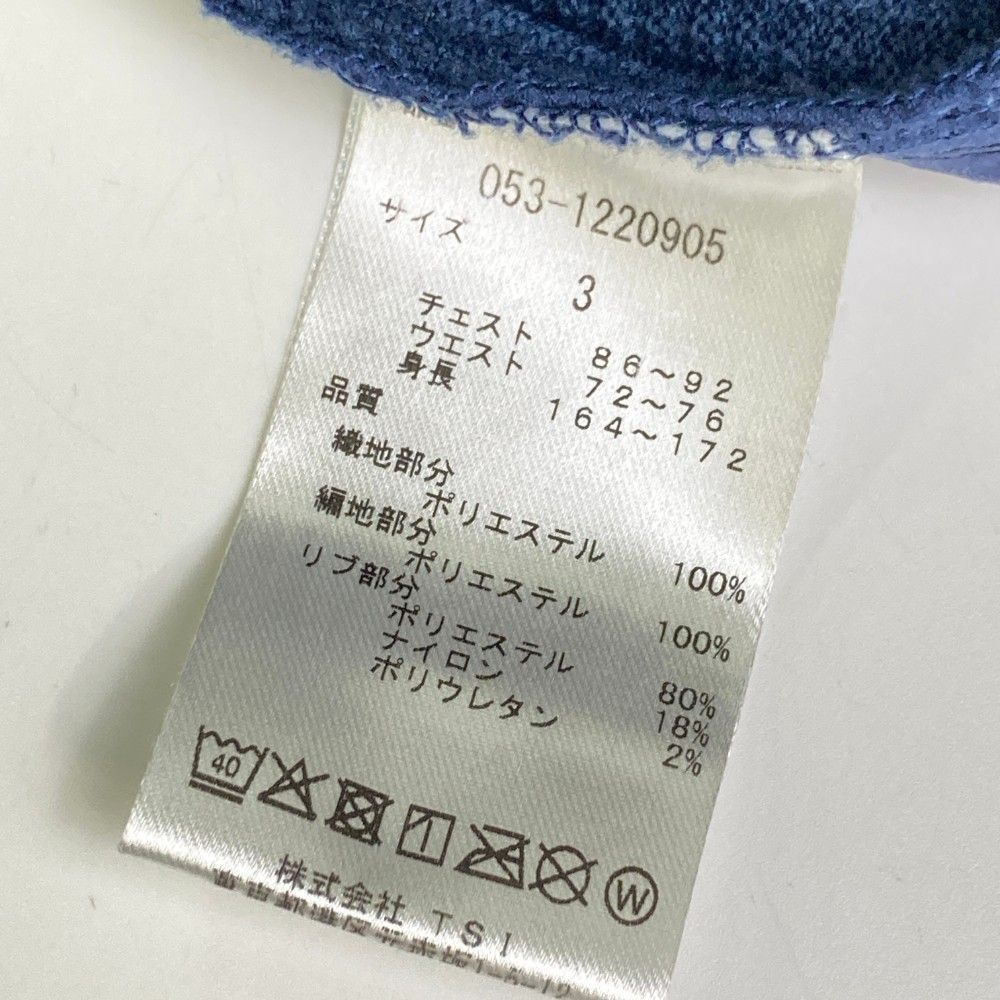 053-1220905
サイズ
3
チェスト 86～92
ウエスト 72～76
身長 164～172
品質
織地部分
ポリエステル 100%
編地部分
ポリエステル 100%
リブ部分
ポリエステル 80%
ナイロン 18%
ポリウレタン 2%
40
W
株式会社 TSI